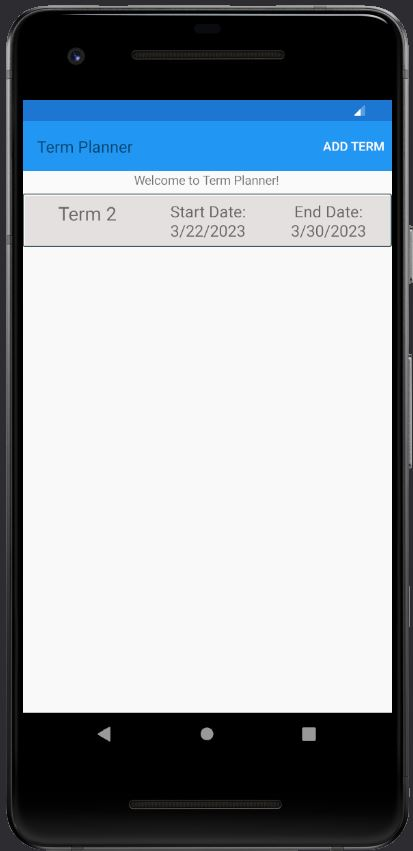 Term Planner ADD TERM
Welcome to Term Planner!
Term 2 Start Date: End Date:
3/22/2023 3/30/2023